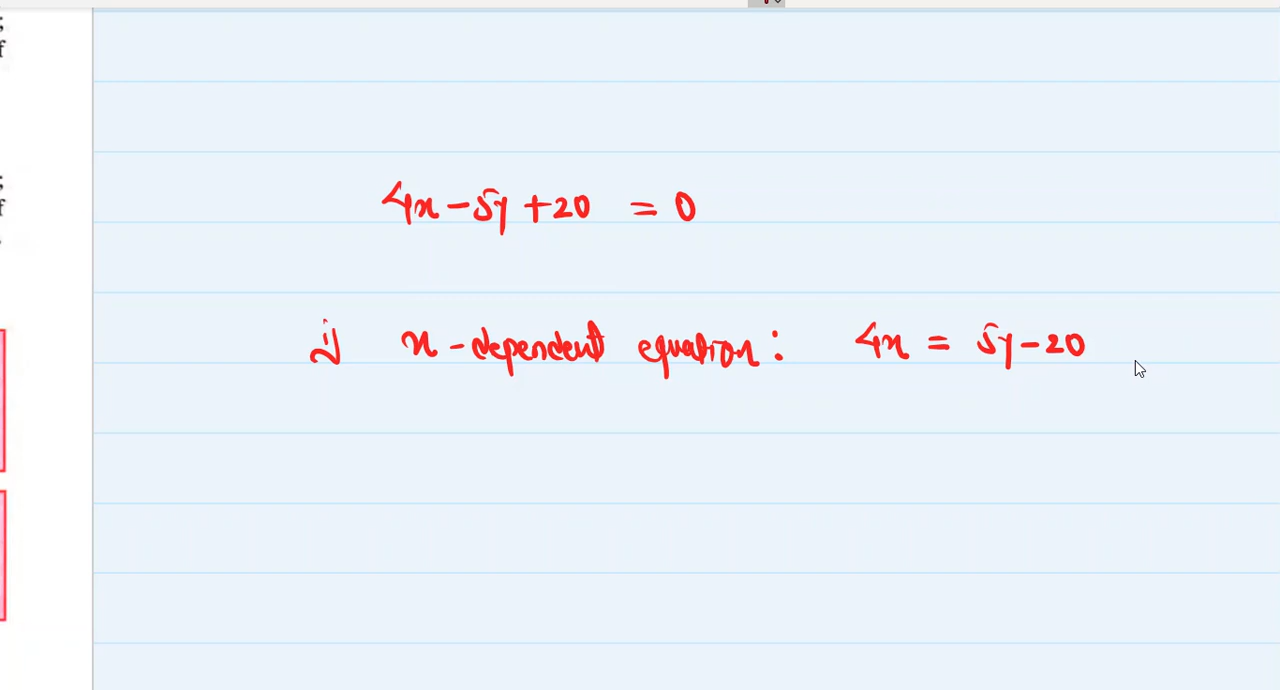 ;
f
;
f
4x - 5y + 20 = 0
i) x - dependent equation : 4x = 5y - 20